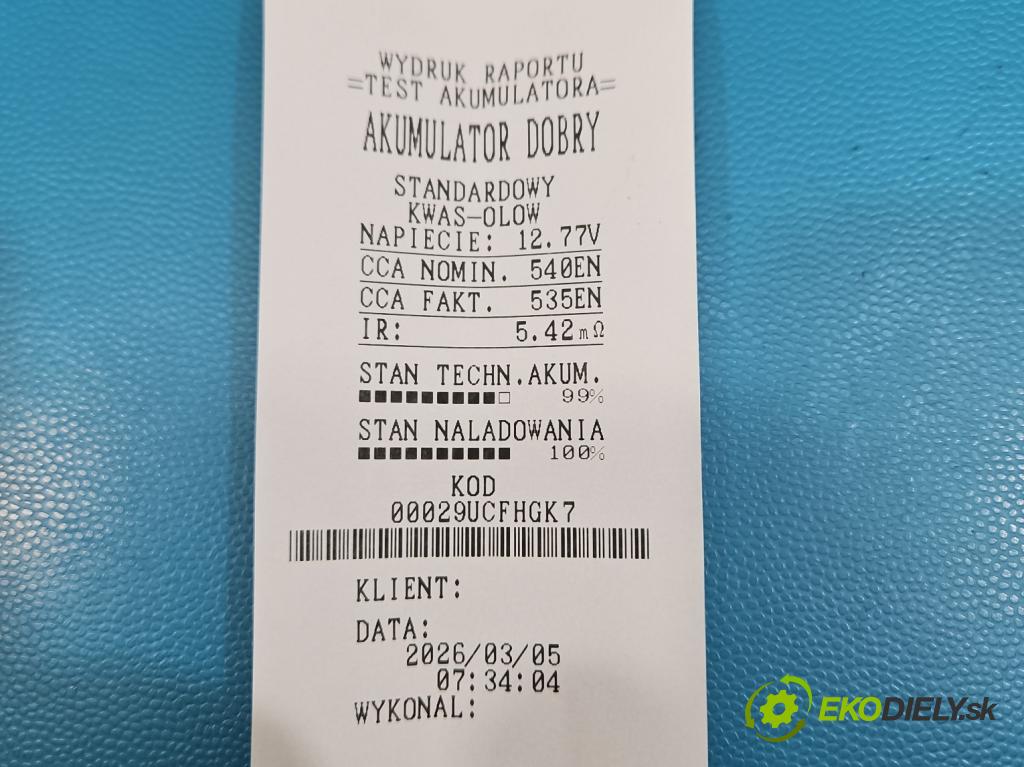 WYDRUK RAPORTU
=TEST AKUMULATORA=
AKUMULATOR DOBRY
STANDARDOWY
KWAS-OLOW
NAPIECIE: 12.77V
CCA NOMIN. 540EN
CCA FAKT. 535EN
IR: 5.42mΩ
STAN TECHN.AKUM.
99%
STAN NALADOWANIA
100%
KOD
00029UCFHGK7
KLIENT:
DATA:
2026/03/05
07:34:04
WYKONAL:
EKODIELY.sk